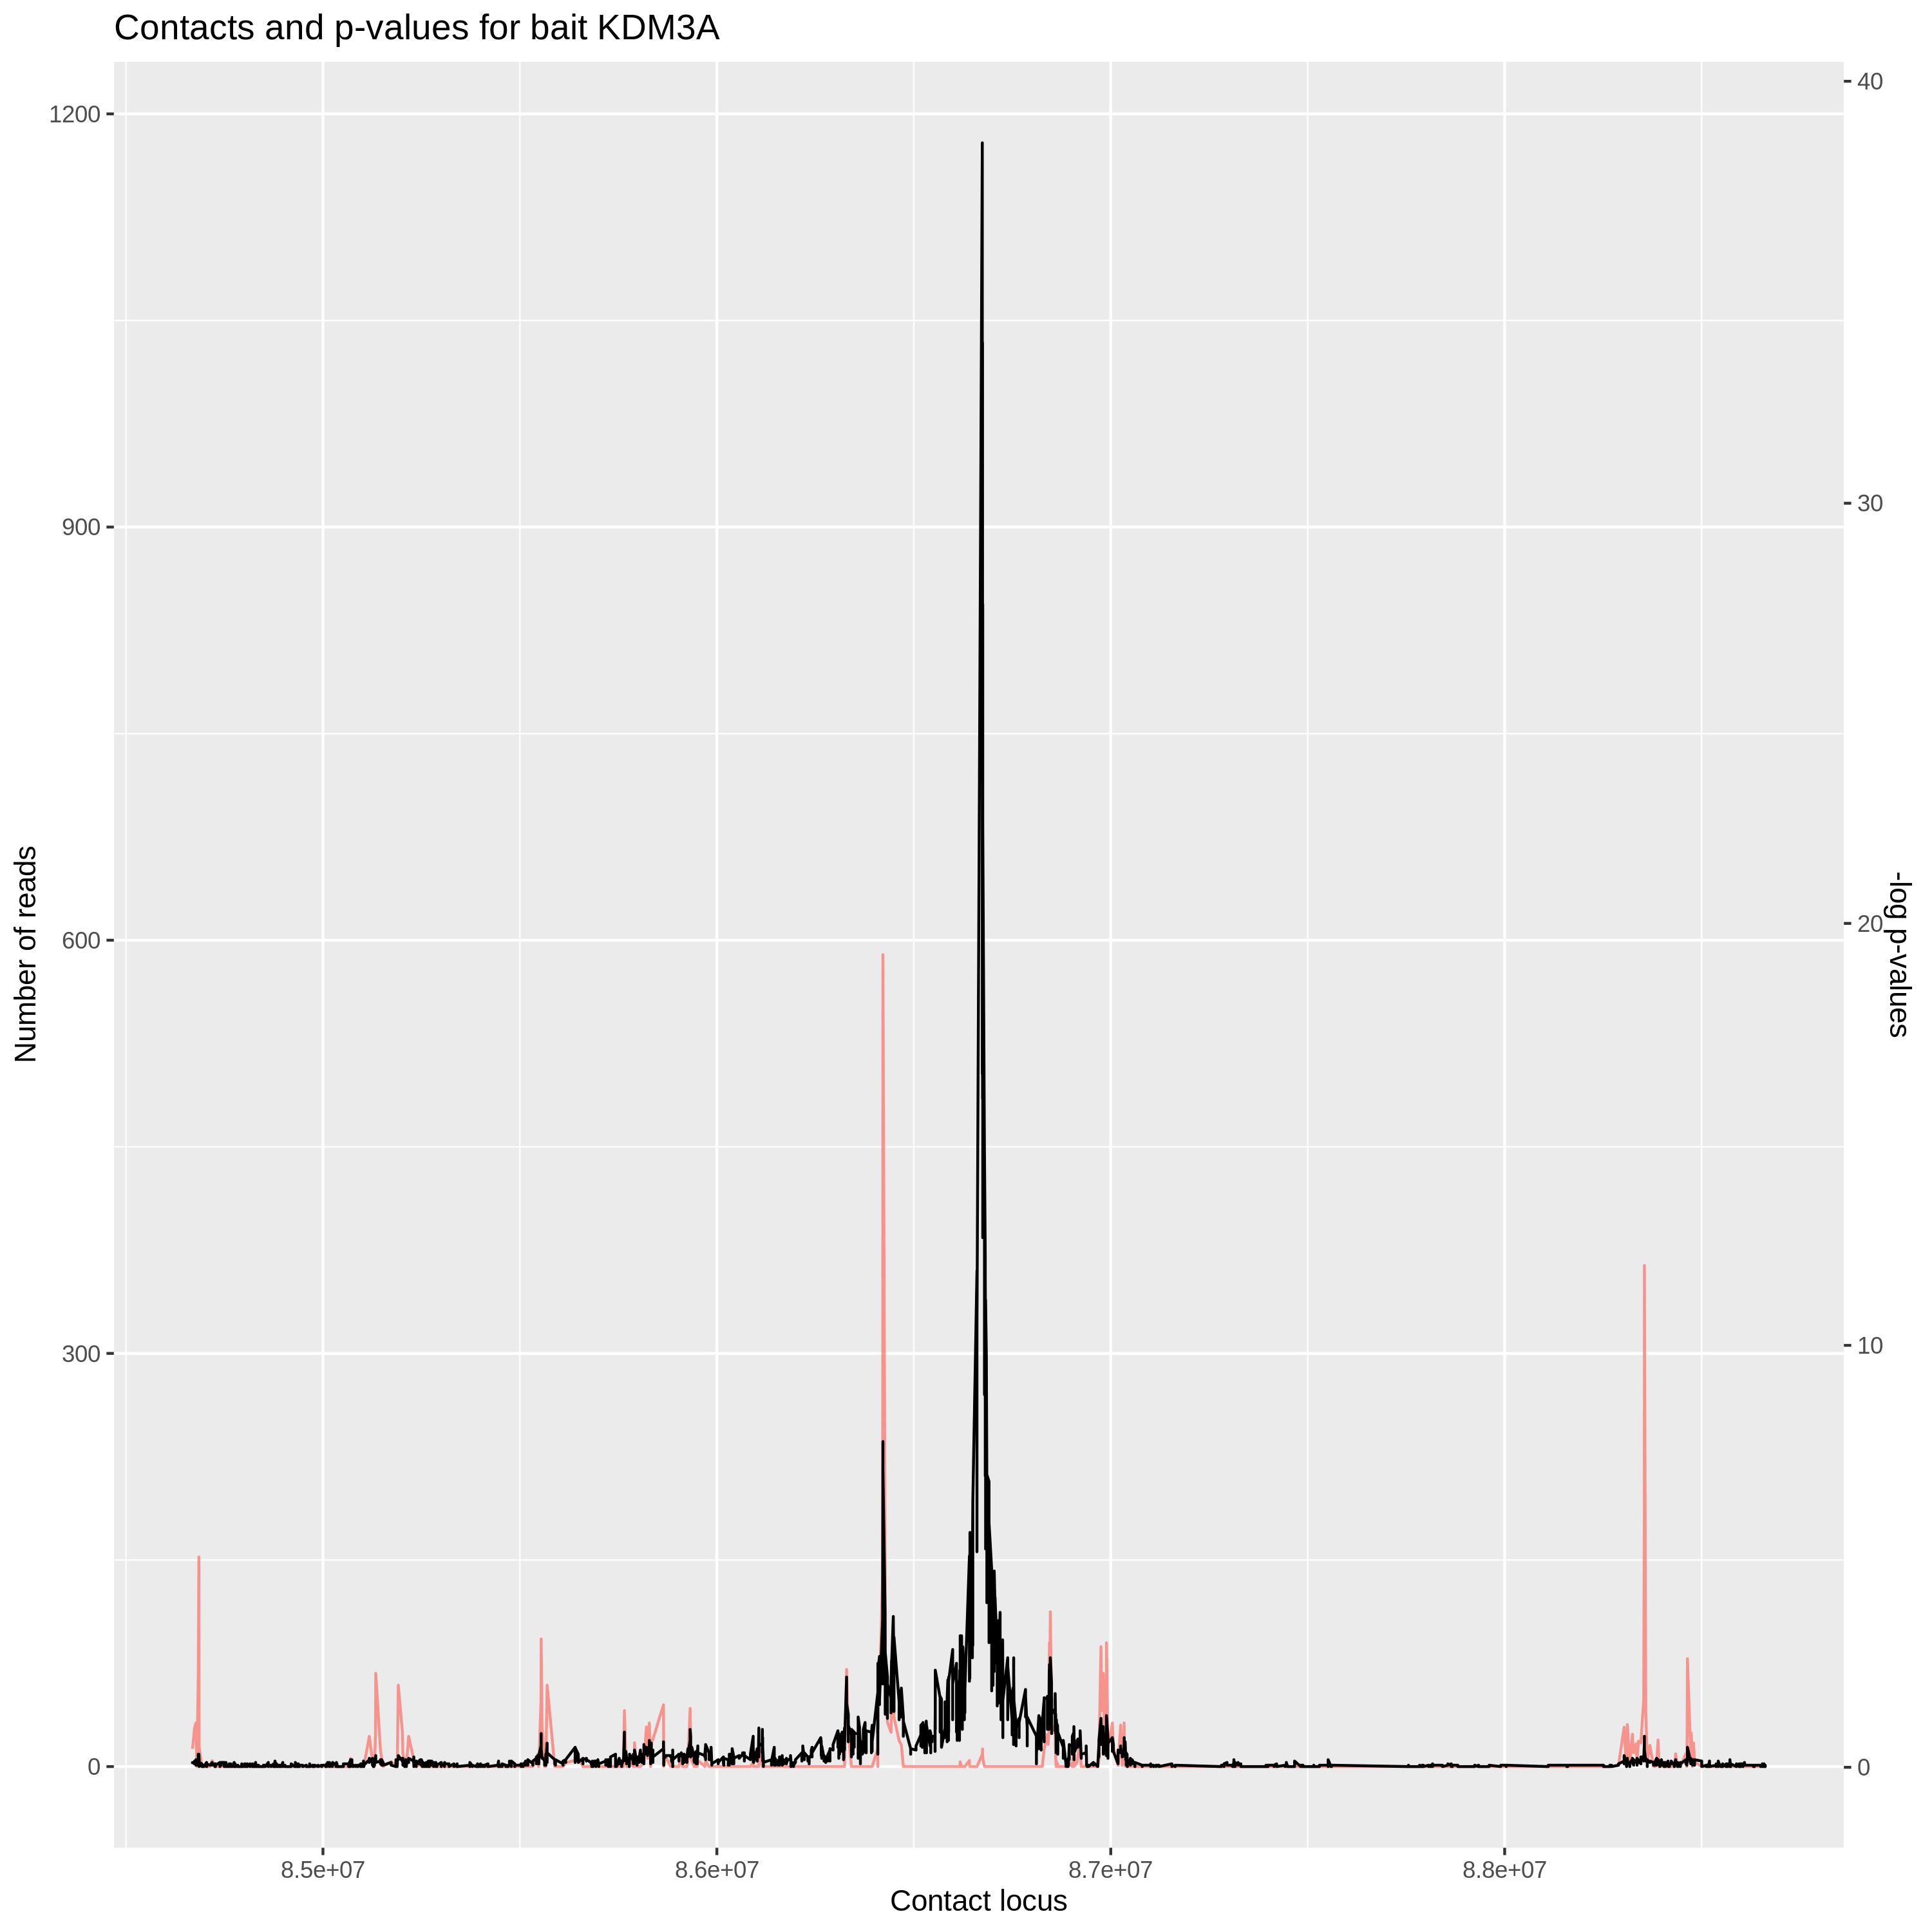 Contacts and p-values for bait KDM3A
1200
900
600
300
0
Number of reads
40
30
20
10
0
-log p-values
8.5e+07
8.6e+07
8.7e+07
8.8e+07
Contact locus